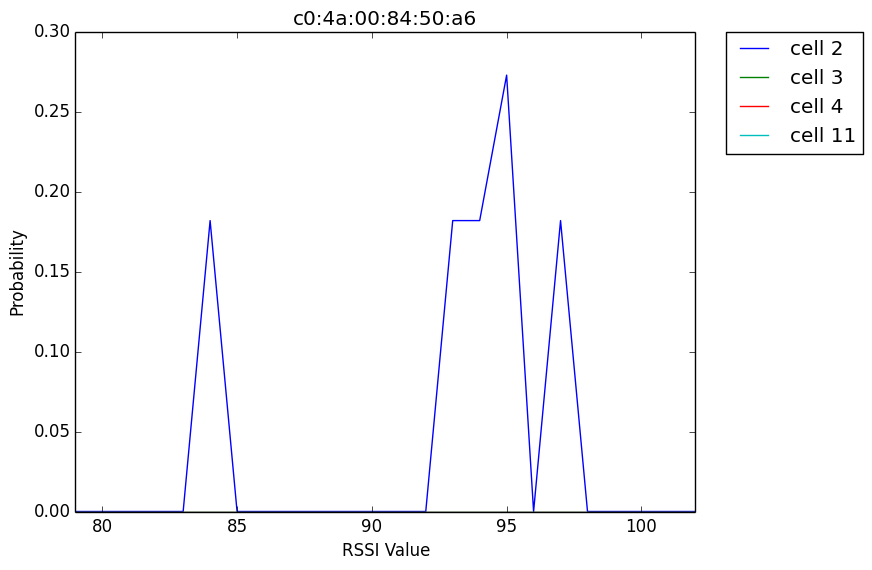 c0:4a:00:84:50:a6
0.30
0.25
0.20
0.15
0.10
0.05
0.00
Probability
80 85 90 95 100
RSSI Value
cell 2
cell 3
cell 4
cell 11